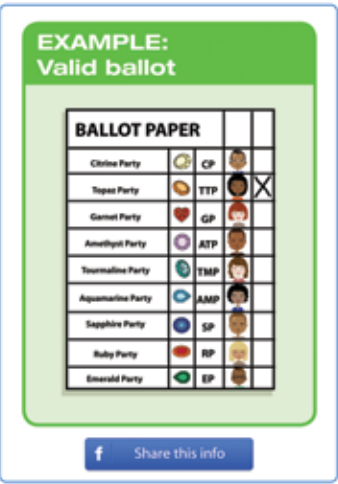 EXAMPLE:
Valid ballot
BALLOT PAPER
Citrine Party CP
Topaz Party TTP X
Garnet Party GP
Amethyst Party ATP
Tourmaline Party TMP
Aquamarine Party AMP
Sapphire Party SP
Ruby Party RP
Emerald Party EP
f Share this info